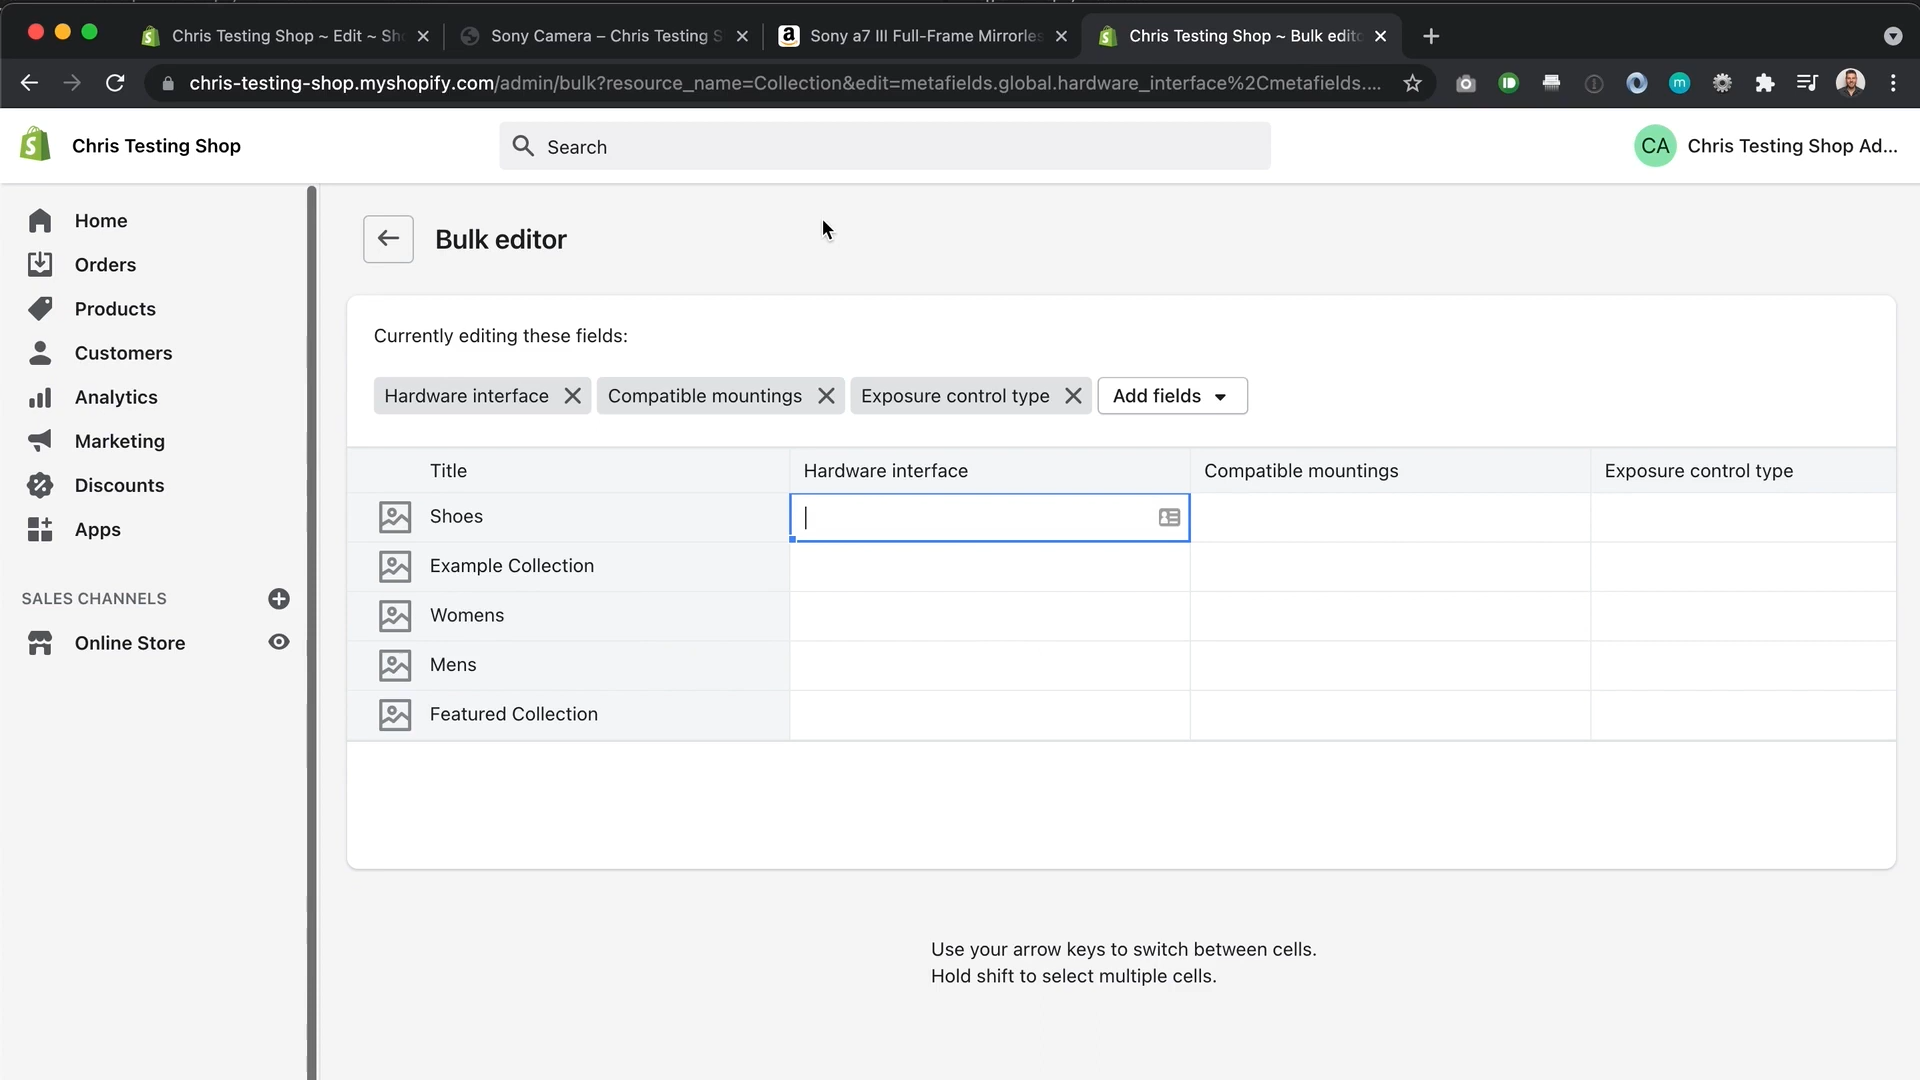 Chris Testing Shop ~ Edit ~ Sh
Sony Camera – Chris Testing S
Sony a7 III Full-Frame Mirrorles
Chris Testing Shop ~ Bulk edito
chris-testing-shop.myshopify.com/admin/bulk?resource_name=Collection&edit=metafields.global.hardware_interface%2Cmetafields....
Chris Testing Shop
Search
CA
Chris Testing Shop Ad...
Home
Orders
Products
Customers
Analytics
Marketing
Discounts
Apps
SALES CHANNELS
Online Store
Bulk editor
Currently editing these fields:
Hardware interface
Compatible mountings
Exposure control type
Add fields
Title
Hardware interface
Compatible mountings
Exposure control type
Shoes
Example Collection
Womens
Mens
Featured Collection
Use your arrow keys to switch between cells.
Hold shift to select multiple cells.